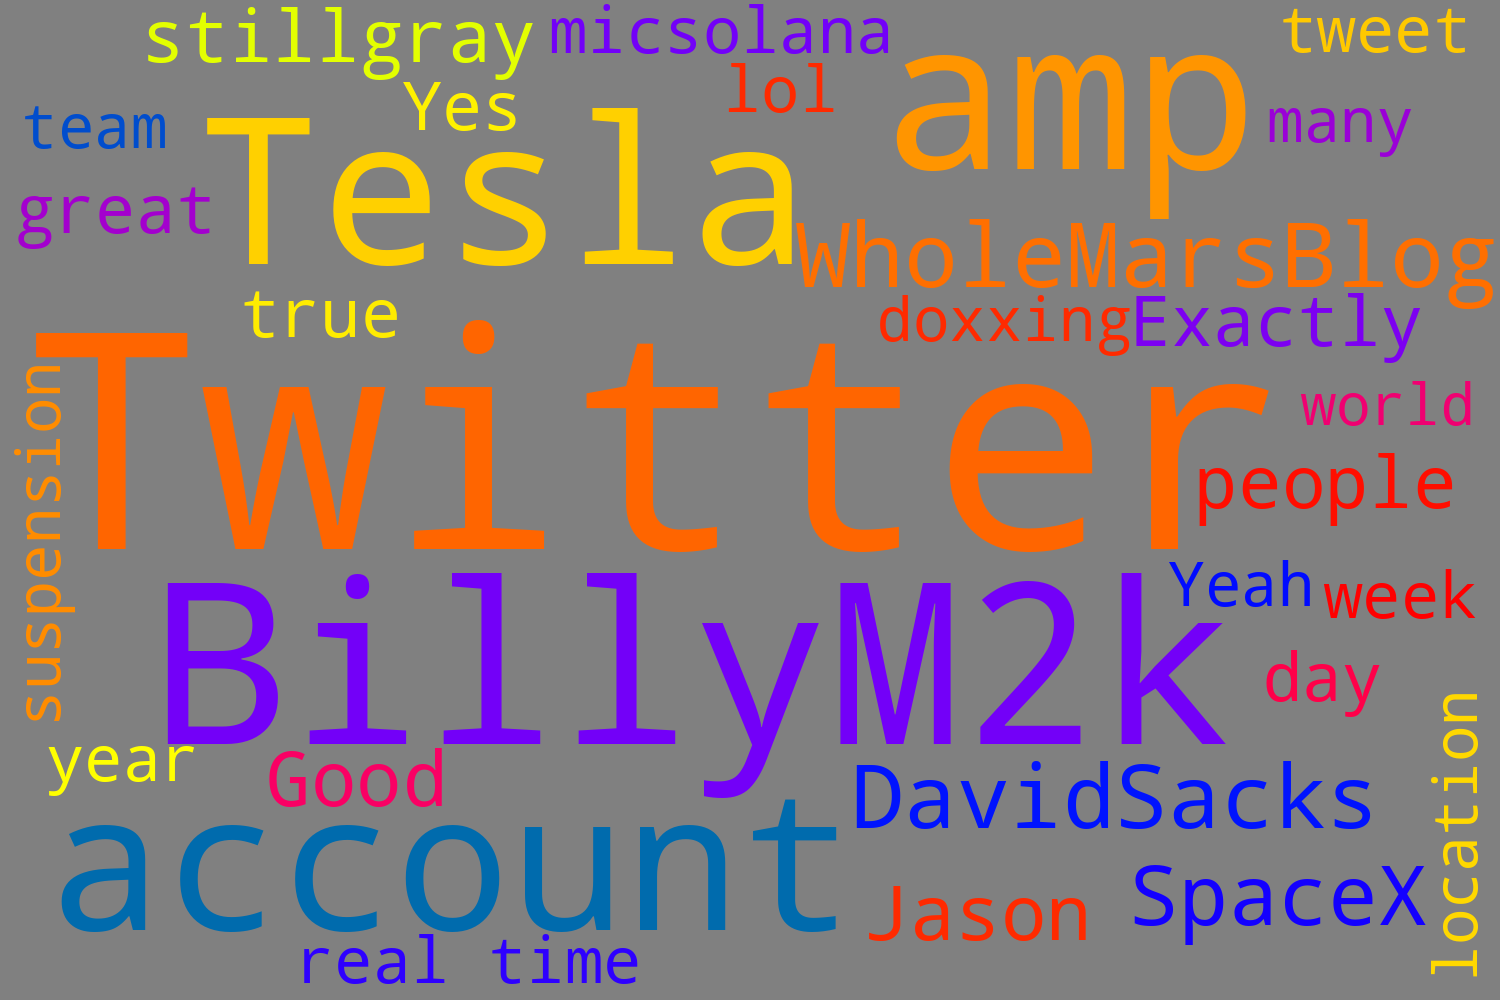 stillgray
micsolana
tweet
amp
lol
Yes
team
Tesla
many
great
WholeMarsBlog
true
doxxing
Exactly
Twitter
world
suspension
people
BillyM2k
Yeah
week
day
year
Good
DavidSacks
location
account
SpaceX
Jason
real time